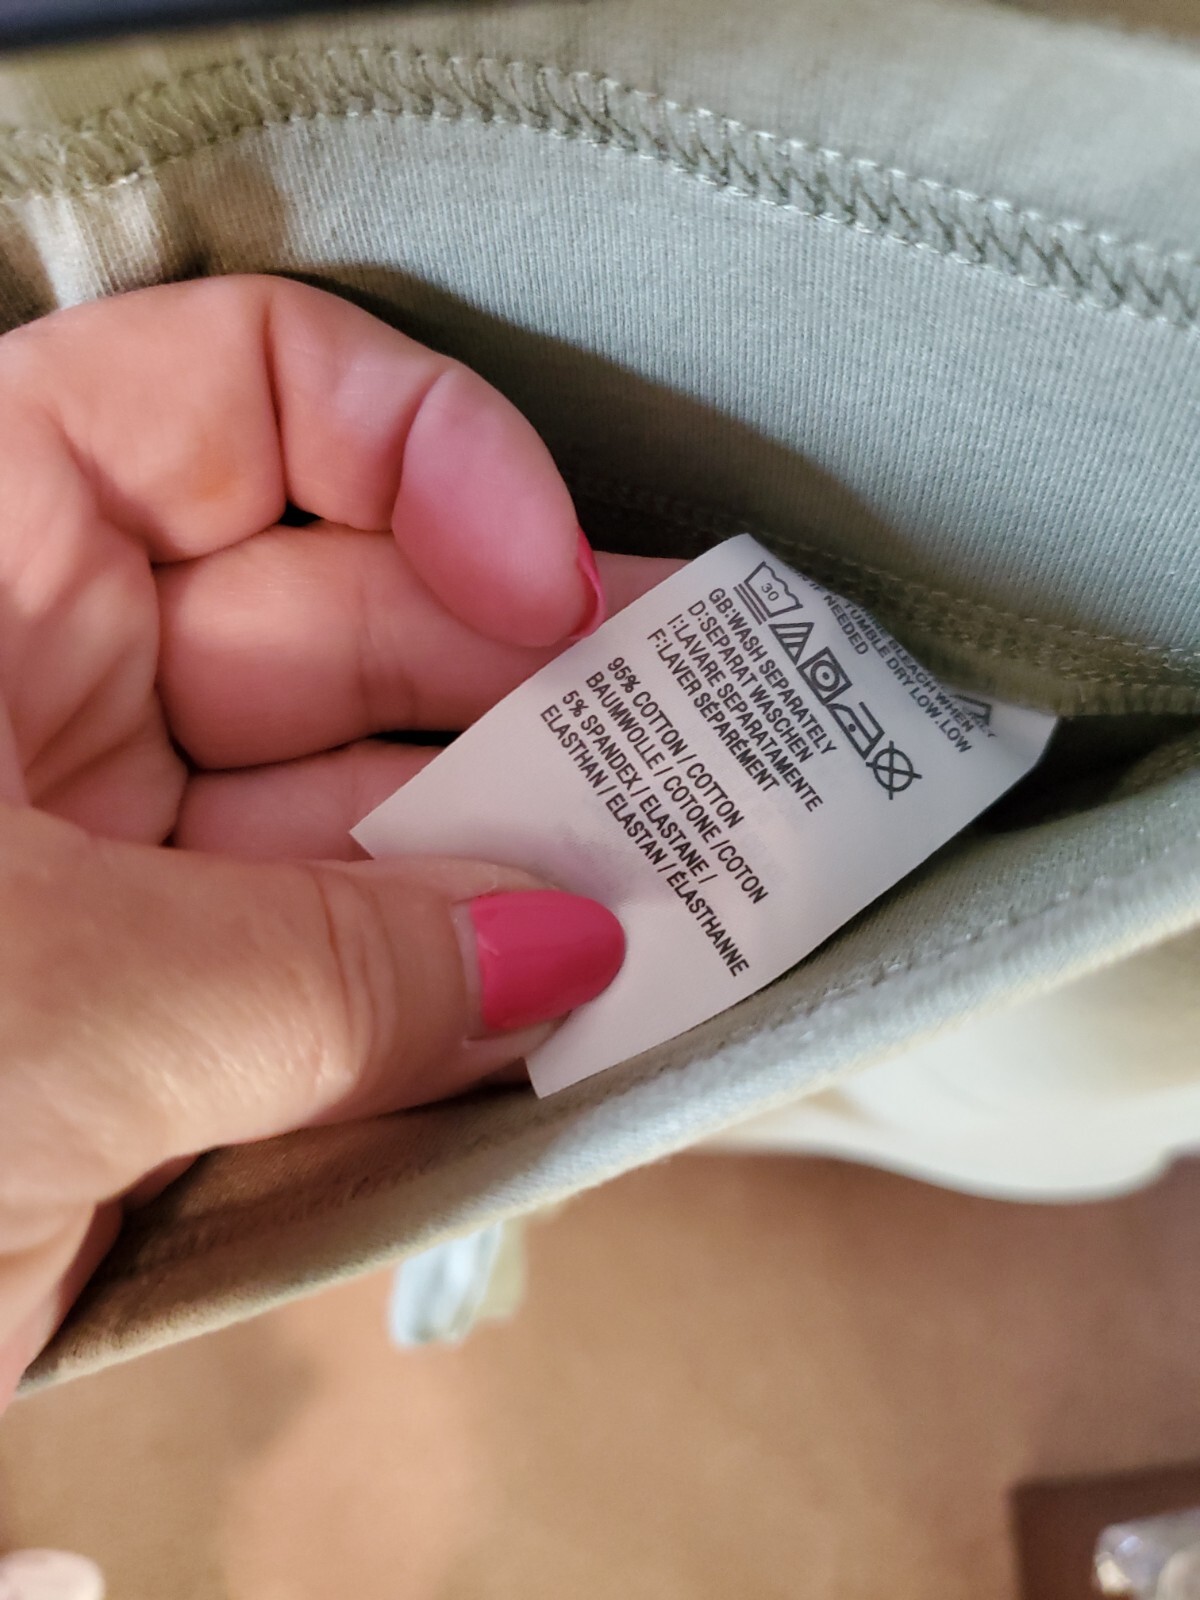 TUMBLE DRY LOW. LOW
IF NEEDED
30
GB:WASH SEPARATELY
D:SEPARAT WASCHEN
I:LAVARE SEPARATAMENTE
F:LAVER SÉPARÉMENT
95% COTTON / COTTON
BAUMWOLLE / COTONE /COTON
5% SPANDEX / ELASTANE /
ELASTHAN / ELASTAN / ÉLASTHANNE